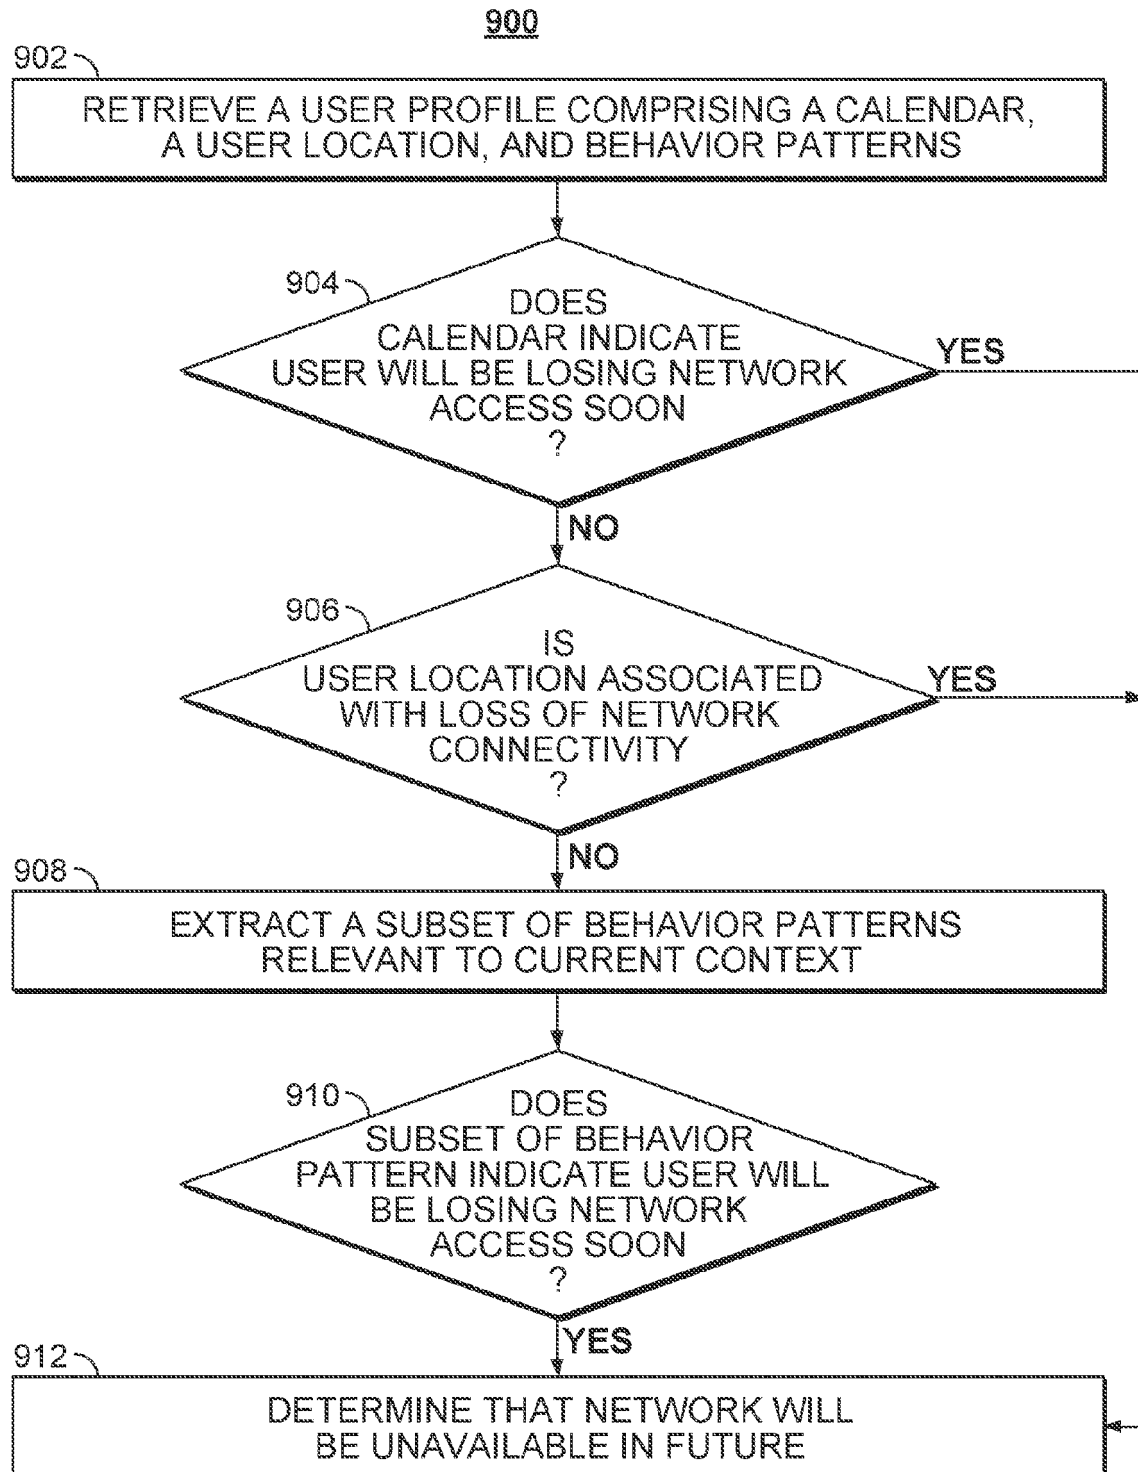 900
902
RETRIEVE A USER PROFILE COMPRISING A CALENDAR,
A USER LOCATION, AND BEHAVIOR PATTERNS
904
DOES
CALENDAR INDICATE
USER WILL BE LOSING NETWORK
ACCESS SOON
?
YES
NO
906
IS
USER LOCATION ASSOCIATED
WITH LOSS OF NETWORK
CONNECTIVITY
?
YES
NO
908
EXTRACT A SUBSET OF BEHAVIOR PATTERNS
RELEVANT TO CURRENT CONTEXT
910
DOES
SUBSET OF BEHAVIOR
PATTERN INDICATE USER WILL
BE LOSING NETWORK
ACCESS SOON
?
YES
912
DETERMINE THAT NETWORK WILL
BE UNAVAILABLE IN FUTURE